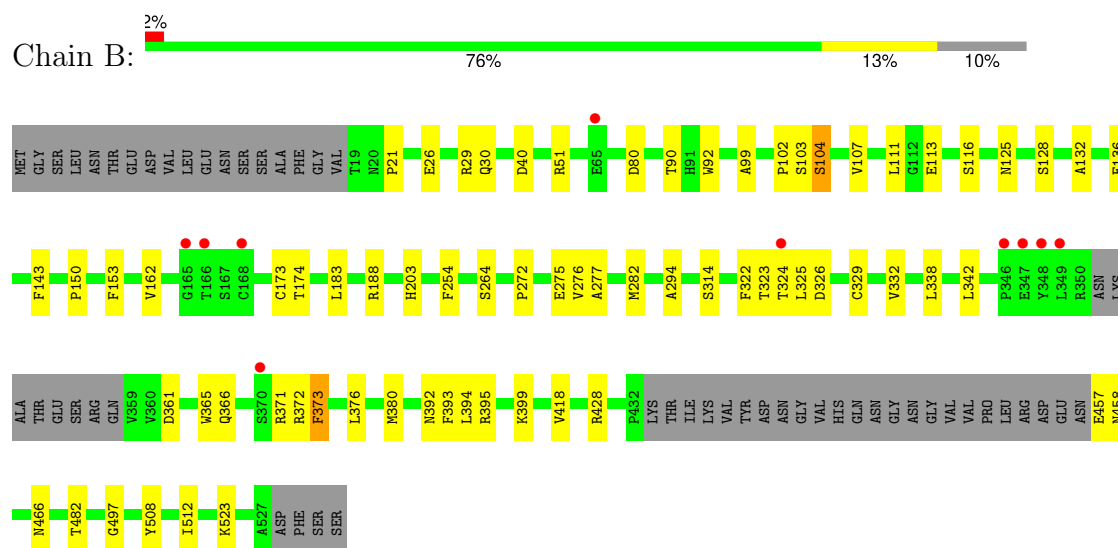 2%
Chain B:
76% 13% 10%
MET GLY SER LEU ASN THR GLU ASP VAL LEU GLU ASN SER SER ALA PHE GLY VAL T19 N20 P21 E26 R29 Q30 D40 R51 E65 D80 T90 H91 W92 A99 P102 S103 S104 V107 L111 G112 E113 S116 N125 S128 A132
F143 P150 F153 V162 G165 T166 S167 C168 C173 T174 L183 R188 H203 F254 S264 P272 E275 V276 A277 M282 A294 S314 F322 T323 T324 L325 D326 C329 V332 L338 L342 P346 E347 Y348 L349 R350 ASN LYS
ALA THR GLU SER ARG GLN V359 V360 D361 W365 Q366 S370 R371 R372 F373 L376 M380 N392 F393 L394 R395 K399 V418 R428 P432 LYS THR ILE LYS VAL TYR ASP ASN GLY VAL HIS GLN ASN GLY ASN GLY VAL VAL PRO LEU ARG ASP GLU ASN E457
N466 T482 G497 Y508 I512 K523 A527 ASP PHE SER SER